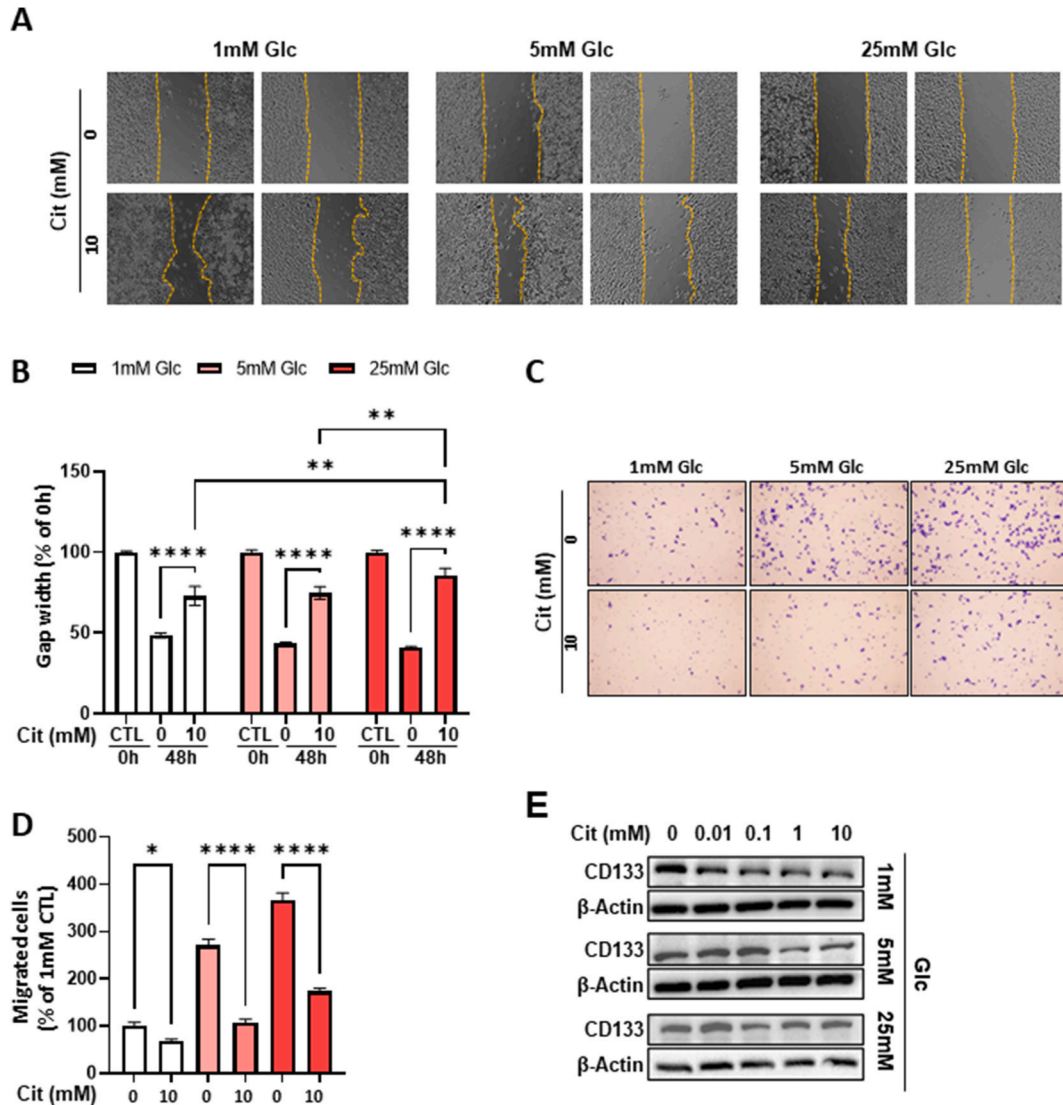 A
1mM Glc 5mM Glc 25mM Glc
Cit (mM)
0
10
B
1mM Glc 5mM Glc 25mM Glc
**
**
**** **** ****
Gap width (% of 0h)
150
100
50
0
Cit (mM) CTL 0 10 CTL 0 10 CTL 0 10
0h 48h 0h 48h 0h 48h
C
1mM Glc 5mM Glc 25mM Glc
Cit (mM)
0
10
D
* **** ****
Migrated cells
(% of 1mM CTL)
500
400
300
200
100
0
Cit (mM) 0 10 0 10 0 10
E
Cit (mM) 0 0.01 0.1 1 10
CD133
β-Actin
1mM
CD133
β-Actin
5mM
CD133
β-Actin
25mM
Glc